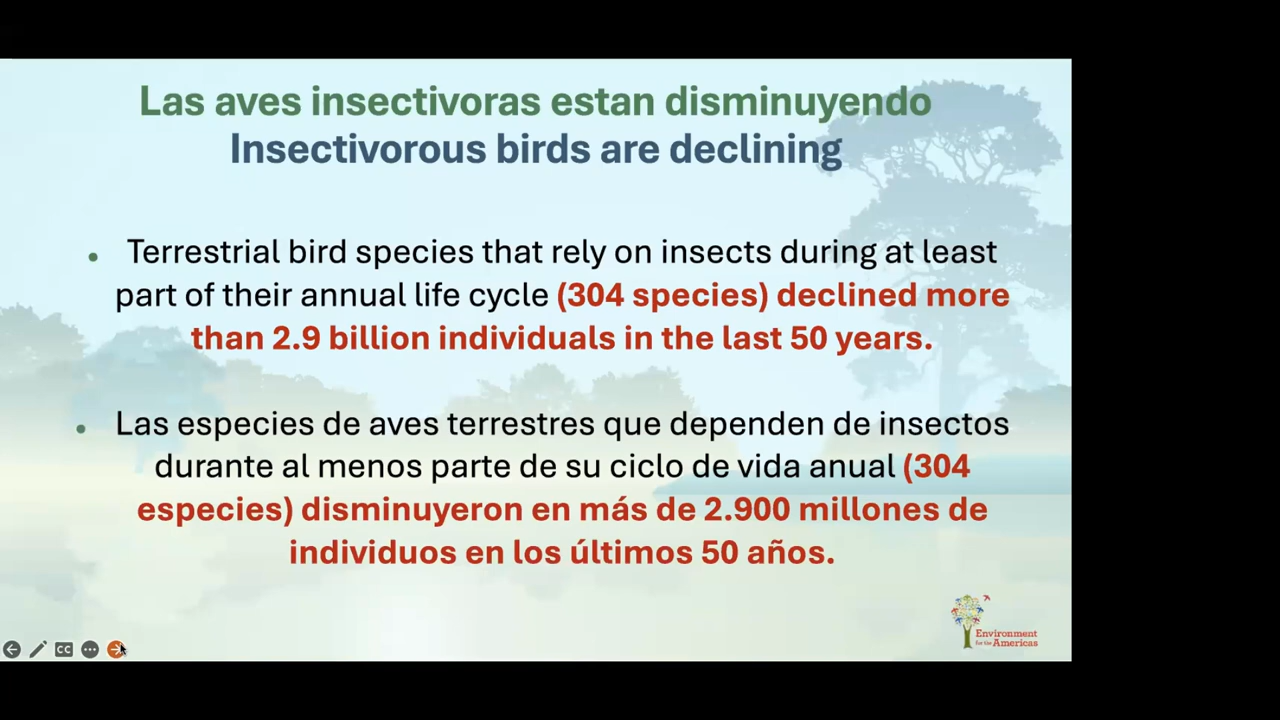 Las aves insectivoras estan disminuyendo
Insectivorous birds are declining
• Terrestrial bird species that rely on insects during at least
part of their annual life cycle (304 species) declined more
than 2.9 billion individuals in the last 50 years.
• Las especies de aves terrestres que dependen de insectos
durante al menos parte de su ciclo de vida anual (304
especies) disminuyeron en más de 2.900 millones de
individuos en los últimos 50 años.
Environment
for the Americas
CC